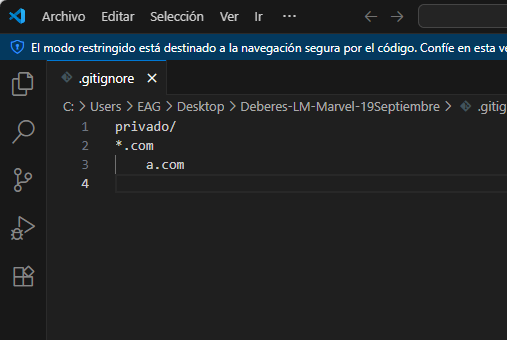 Archivo Editar Selección Ver Ir ...
El modo restringido está destinado a la navegación segura por el código. Confíe en esta ve
.gitignore
C: > Users > EAG > Desktop > Deberes-LM-Marvel-19Septiembre > .gitig
1 privado/
2 *.com
3 a.com
4